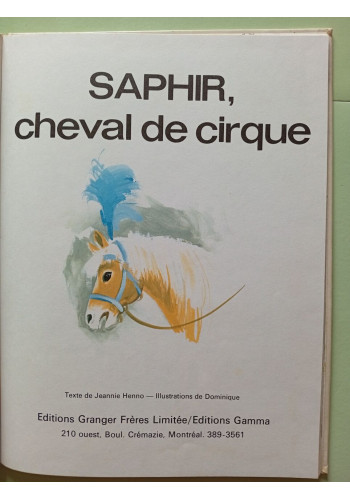 SAPHIR,
cheval de cirque
Texte de Jeannie Henno — Illustrations de Dominique
Editions Granger Frères Limitée/Editions Gamma
210 ouest, Boul. Crémazie, Montréal. 389-3561